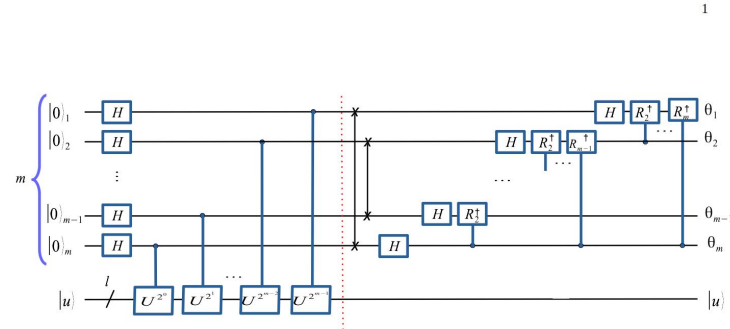 1
|0⟩₁ H H R₂† Rₘ† θ₁
|0⟩₂ H H R₂† Rₘ₋₁† ... θ₂
m ⋮ ... ...
|0⟩ₘ₋₁ H H R₂† θₘ₋
|0⟩ₘ H H θₘ
l ...
|u⟩ U^{2^0} U^{2^1} U^{2^{m-2}} U^{2^{m-1}} |u⟩